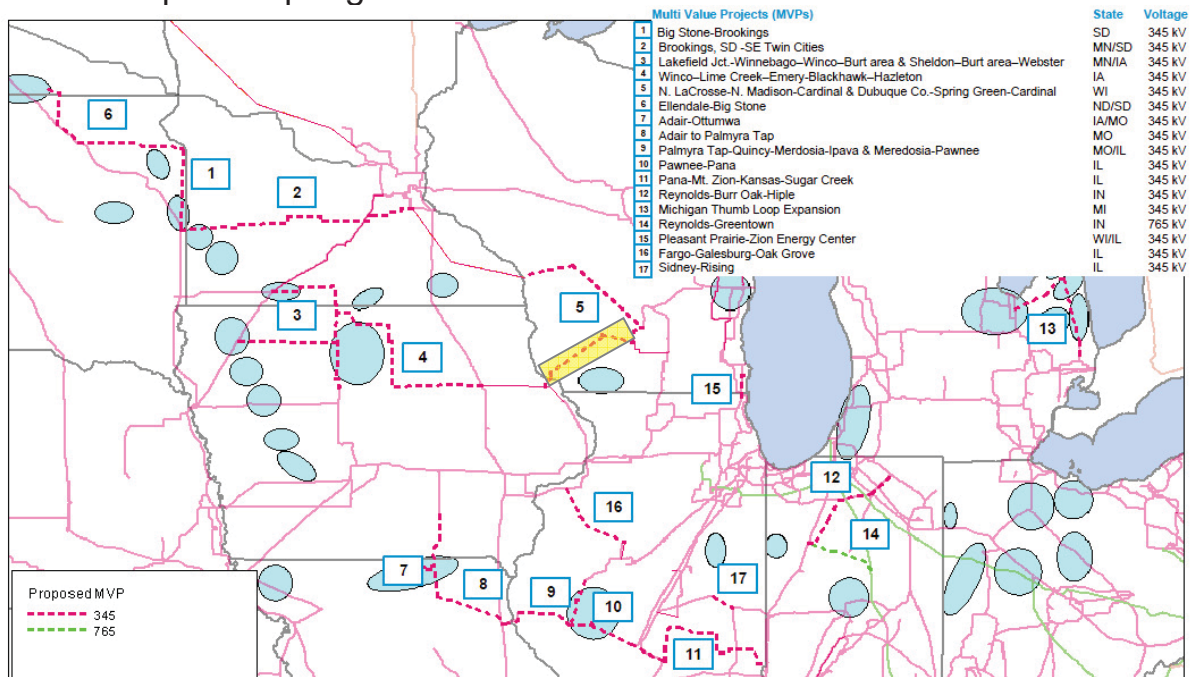 Multi Value Projects (MVPs) State Voltage
1 Big Stone-Brookings SD 345 kV
2 Brookings, SD -SE Twin Cities MN/SD 345 kV
3 Lakefield Jct.-Winnebago–Winco–Burt area & Sheldon–Burt area–Webster MN/IA 345 kV
4 Winco–Lime Creek–Emery-Blackhawk–Hazleton IA 345 kV
5 N. LaCrosse-N. Madison-Cardinal & Dubuque Co.-Spring Green-Cardinal WI 345 kV
6 Ellendale-Big Stone ND/SD 345 kV
7 Adair-Ottumwa IA/MO 345 kV
8 Adair to Palmyra Tap MO 345 kV
9 Palmyra Tap-Quincy-Merdosia-Ipava & Meredosia-Pawnee MO/IL 345 kV
10 Pawnee-Pana IL 345 kV
11 Pana-Mt. Zion-Kansas-Sugar Creek IL 345 kV
12 Reynolds-Burr Oak-Hiple IN 345 kV
13 Michigan Thumb Loop Expansion MI 345 kV
14 Reynolds-Greentown IN 765 kV
15 Pleasant Prairie-Zion Energy Center WI/IL 345 kV
16 Fargo-Galesburg-Oak Grove IL 345 kV
17 Sidney-Rising IL 345 kV
6
1
2
5
3
13
4
15
12
16
14
7
17
8
9
10
11
Proposed MVP
345
765